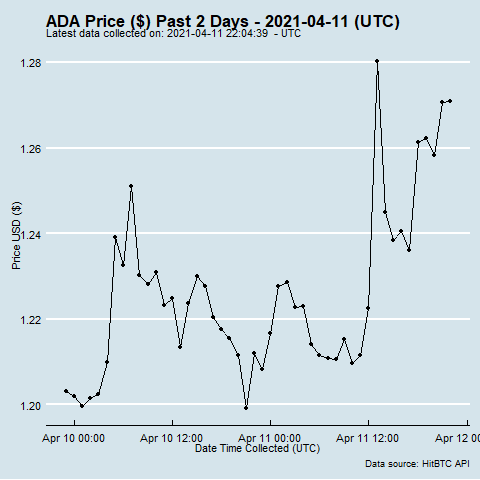 ADA Price ($) Past 2 Days - 2021-04-11 (UTC)
Latest data collected on: 2021-04-11 22:04:39 - UTC
1.28
1.26
1.24
1.22
1.20
Price USD ($)
Apr 10 00:00 Apr 10 12:00 Apr 11 00:00 Apr 11 12:00 Apr 12 0
Date Time Collected (UTC)
Data source: HitBTC API